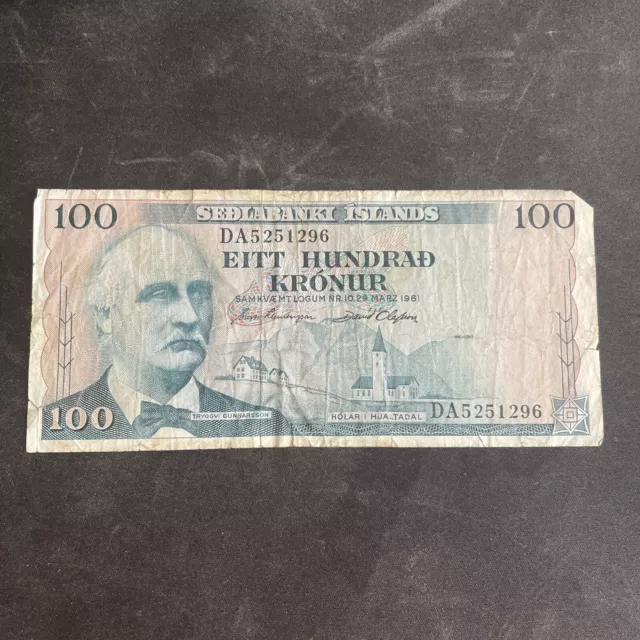 100 SEÐLABANKI ÍSLANDS 100
DA5251296
EITT HUNDRAÐ
KRÓNUR
SAMKVÆMT LÖGUM NR. 10, 29. MARZ 1961
100
TRYGGVI GUNNARSSON
HÓLAR Í HJALTADAL
DA5251296